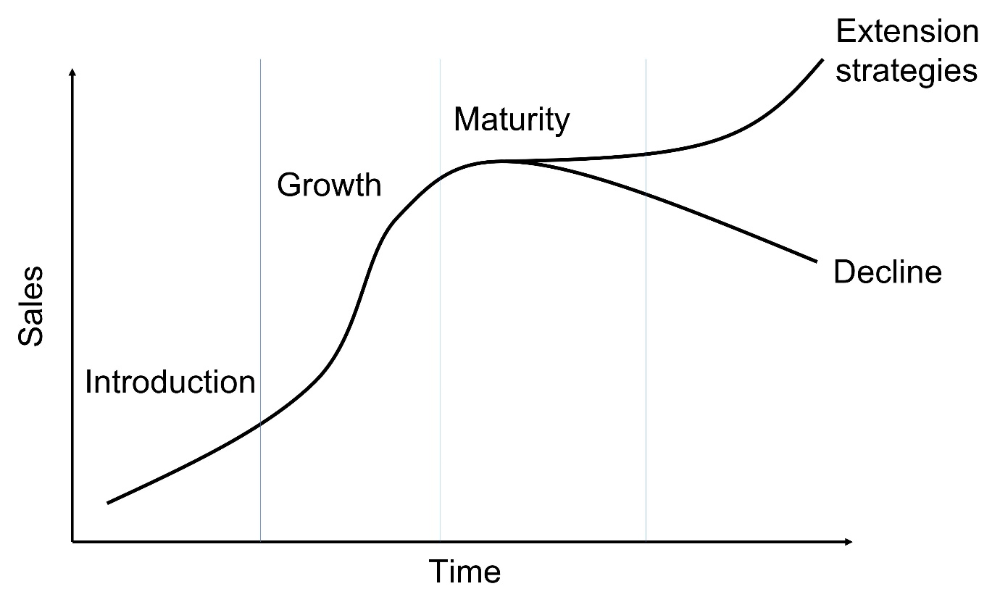 Extension
strategies
Maturity
Growth
Decline
Sales
Introduction
Time